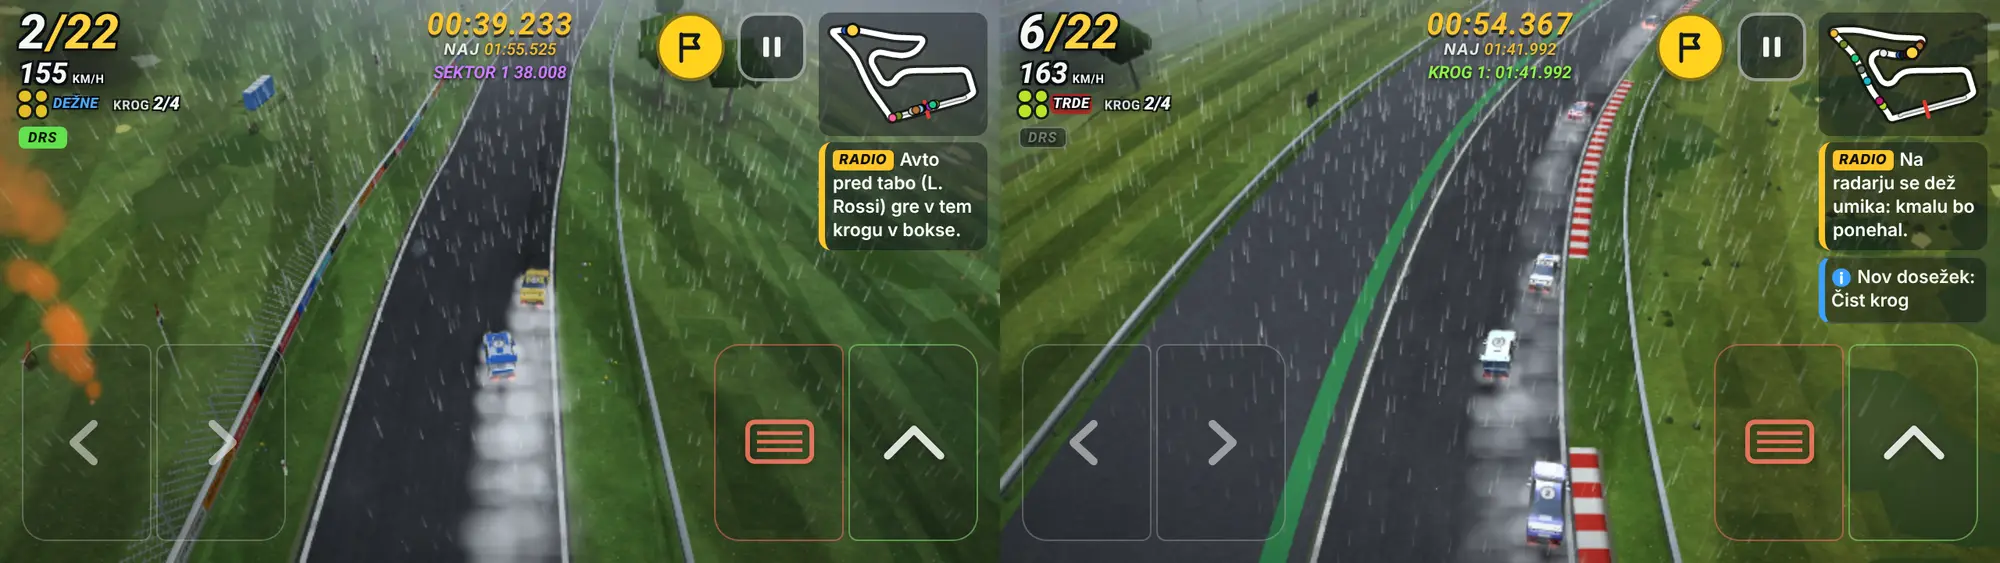 2/22
155 KM/H
DEŽNE KROG 2/4
DRS
00:39.233
NAJ 01:55.525
SEKTOR 1 38.008
RADIO Avto
pred tabo (L.
Rossi) gre v tem
krogu v bokse.
6/22
163 KM/H
TRDE KROG 2/4
DRS
00:54.367
NAJ 01:41.992
KROG 1: 01:41.992
RADIO Na
radarju se dež
umika: kmalu bo
ponehal.
Nov dosežek:
Čist krog